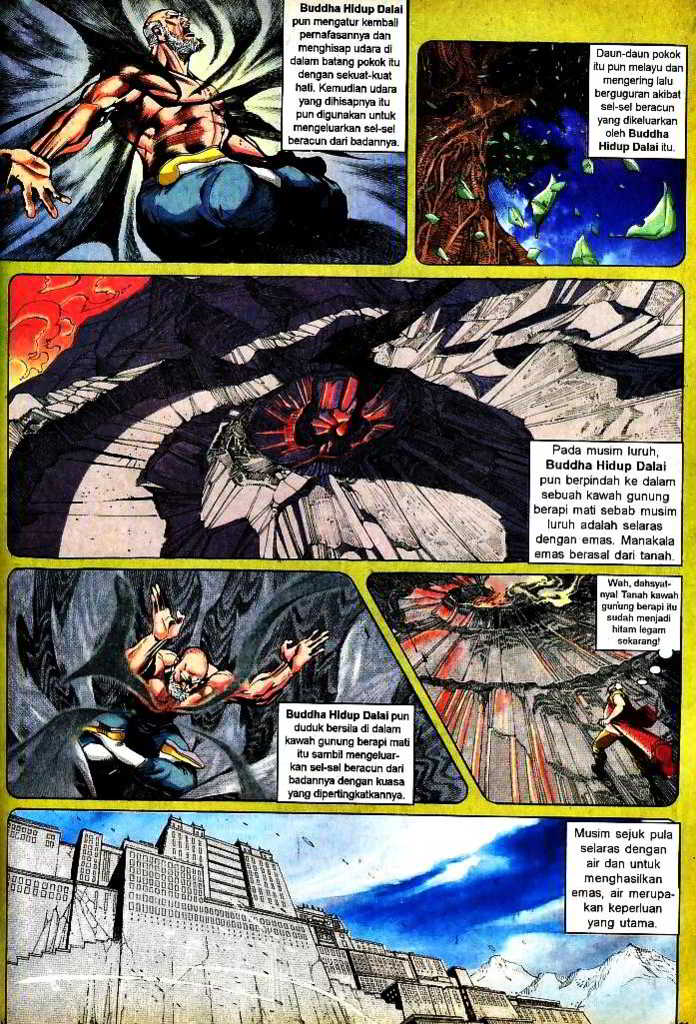 Buddha Hidup Dalai
pun mengatur kembali
pernafasannya dan
menghisap udara di
dalam batang pokok itu
dengan sekuat-kuat
hati. Kemudian udara
yang dihisapnya itu
pun digunakan untuk
mengeluarkan sel-sel
beracun dari badannya.
Daun-daun pokok
itu pun melayu dan
mengering lalu
berguguran akibat
sel-sel beracun
yang dikeluarkan
oleh Buddha
Hidup Dalai itu.
Pada musim luruh,
Buddha Hidup Dalai
pun berpindah ke dalam
sebuah kawah gunung
berapi mati sebab musim
luruh adalah selaras
dengan emas. Manakala
emas berasal dari tanah.
Buddha Hidup Dalai pun
duduk bersila di dalam
kawah gunung berapi mati
itu sambil mengeluar-
kan sel-sel beracun dari
badannya dengan kuasa
yang dipertingkatkannya.
Wah, dahsyat-
nya! Tanah kawah
gunung berapi itu
sudah menjadi
hitam legam
sekarang!
Musim sejuk pula
selaras dengan
air dan untuk
menghasilkan
emas, air merupa-
kan keperluan
yang utama.